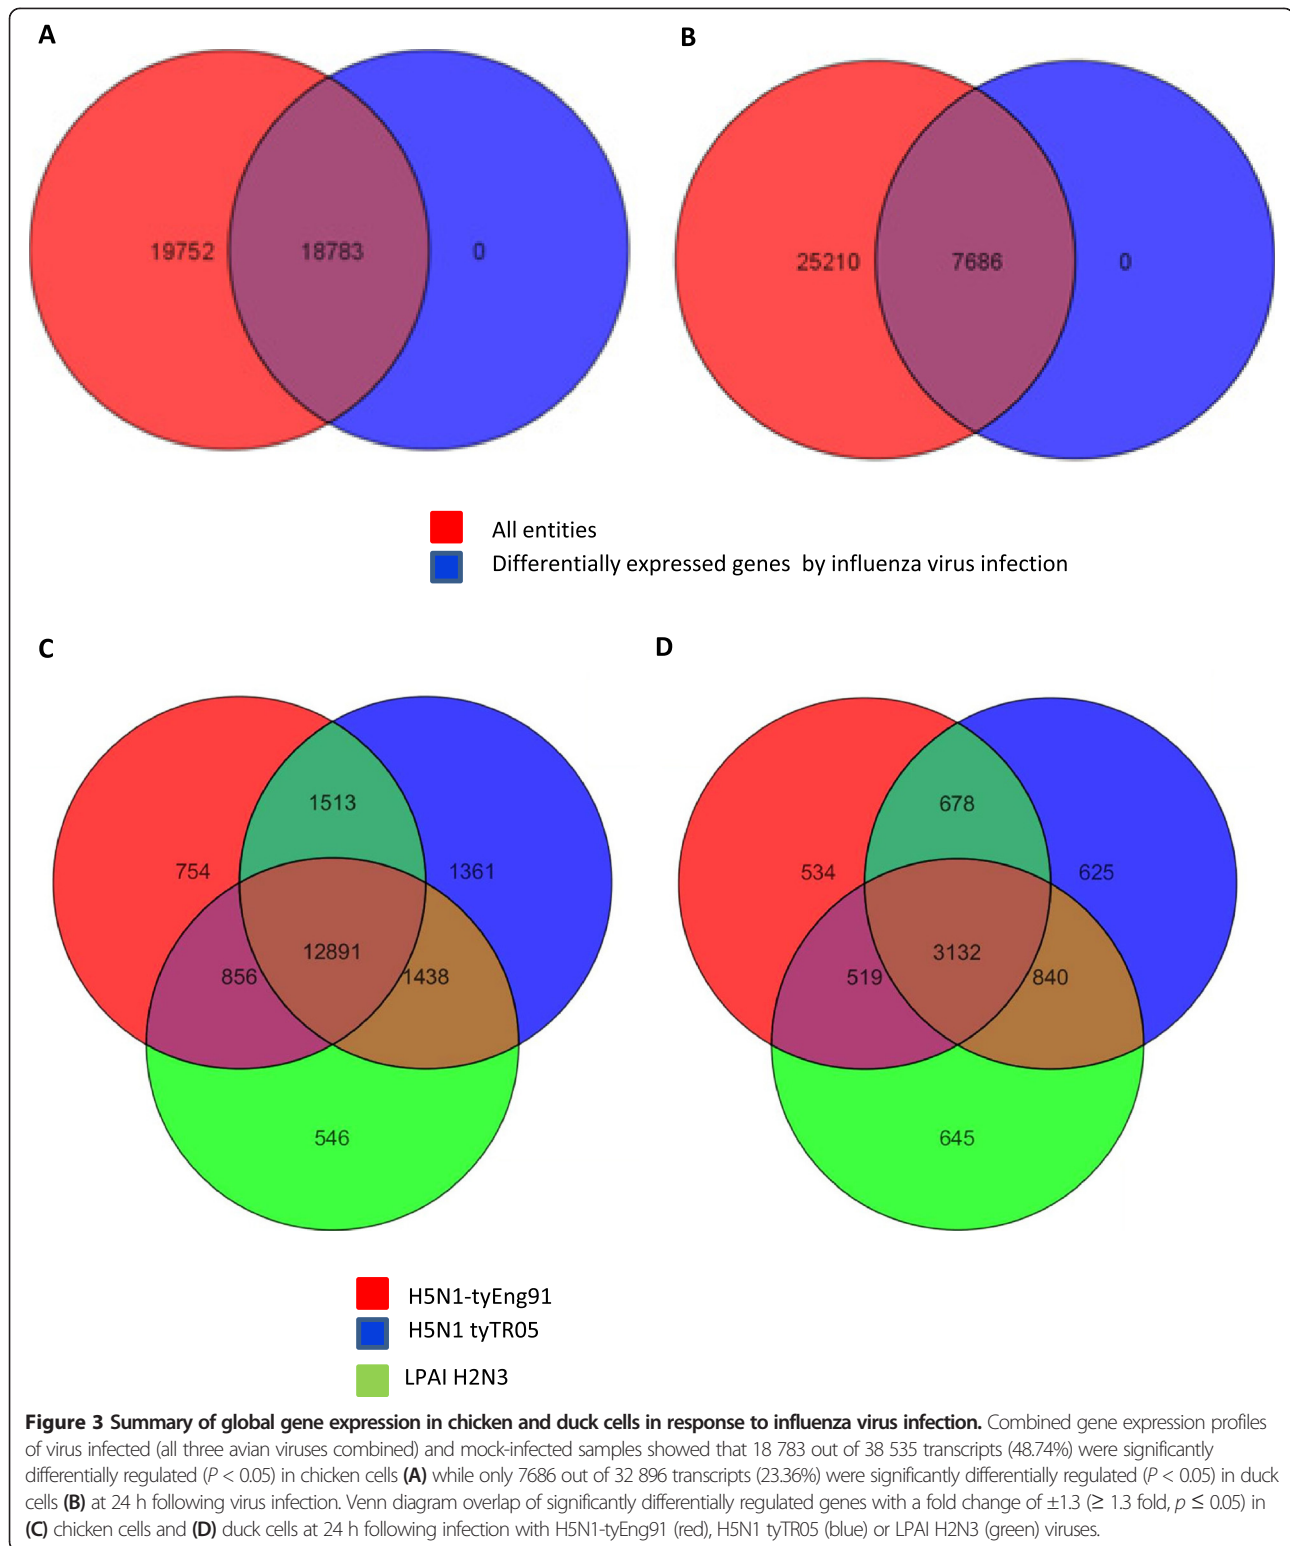 A
B
19752
18783
0
25210
7686
0
All entities
Differentially expressed genes by influenza virus infection
C
D
1513
754
1361
12891
856
1438
546
678
534
625
3132
519
840
645
H5N1-tyEng91
H5N1 tyTR05
LPAI H2N3
Figure 3 Summary of global gene expression in chicken and duck cells in response to influenza virus infection. Combined gene expression profiles
of virus infected (all three avian viruses combined) and mock-infected samples showed that 18 783 out of 38 535 transcripts (48.74%) were significantly
differentially regulated (P < 0.05) in chicken cells (A) while only 7686 out of 32 896 transcripts (23.36%) were significantly differentially regulated (P < 0.05) in duck
cells (B) at 24 h following virus infection. Venn diagram overlap of significantly differentially regulated genes with a fold change of ±1.3 (≥ 1.3 fold, p ≤ 0.05) in
(C) chicken cells and (D) duck cells at 24 h following infection with H5N1-tyEng91 (red), H5N1 tyTR05 (blue) or LPAI H2N3 (green) viruses.